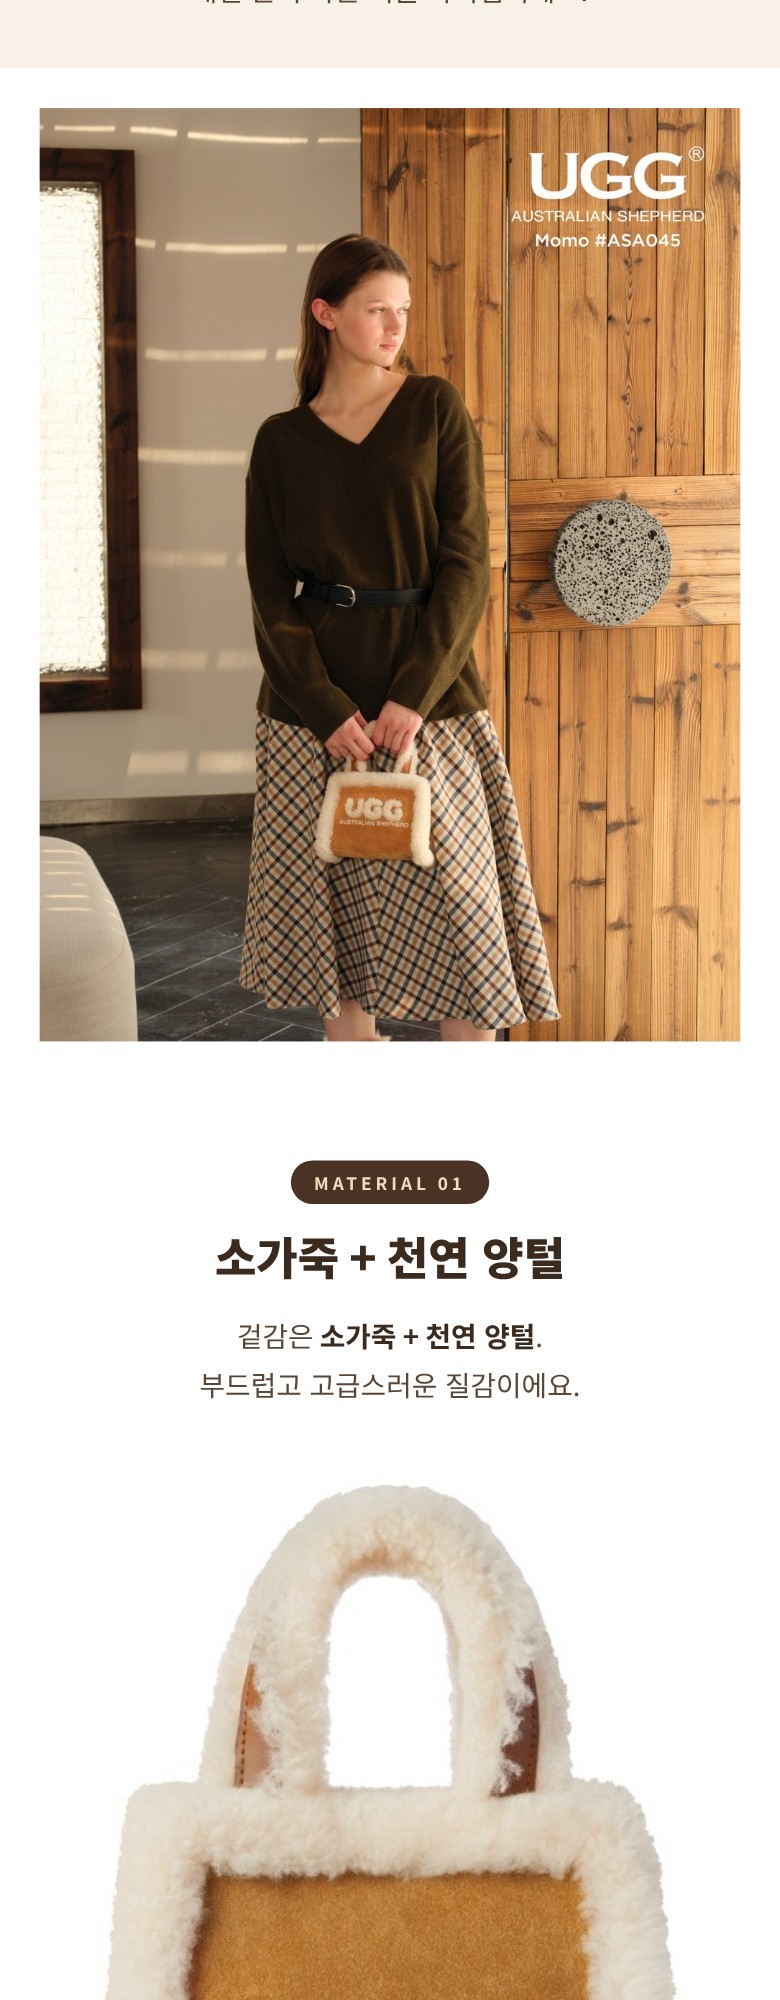 UGG®
AUSTRALIAN SHEPHERD
Momo #ASA045
UGG
AUSTRALIAN SHEPHERD
MATERIAL 01
소가죽 + 천연 양털
겉감은 소가죽 + 천연 양털.
부드럽고 고급스러운 질감이에요.